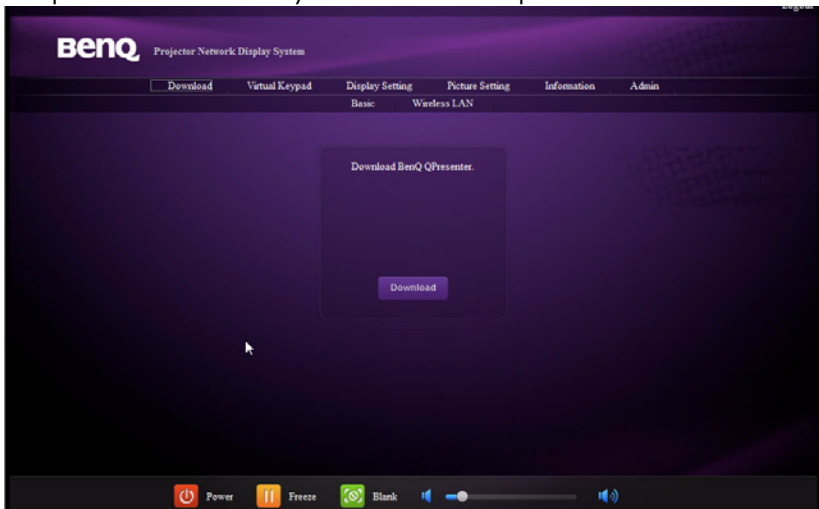 Logout
BenQ Projector Network Display System
Download Virtual Keypad Display Setting Picture Setting Information Admin
Basic Wireless LAN
Download BenQ QPresenter.
Download
Power Freeze Blank